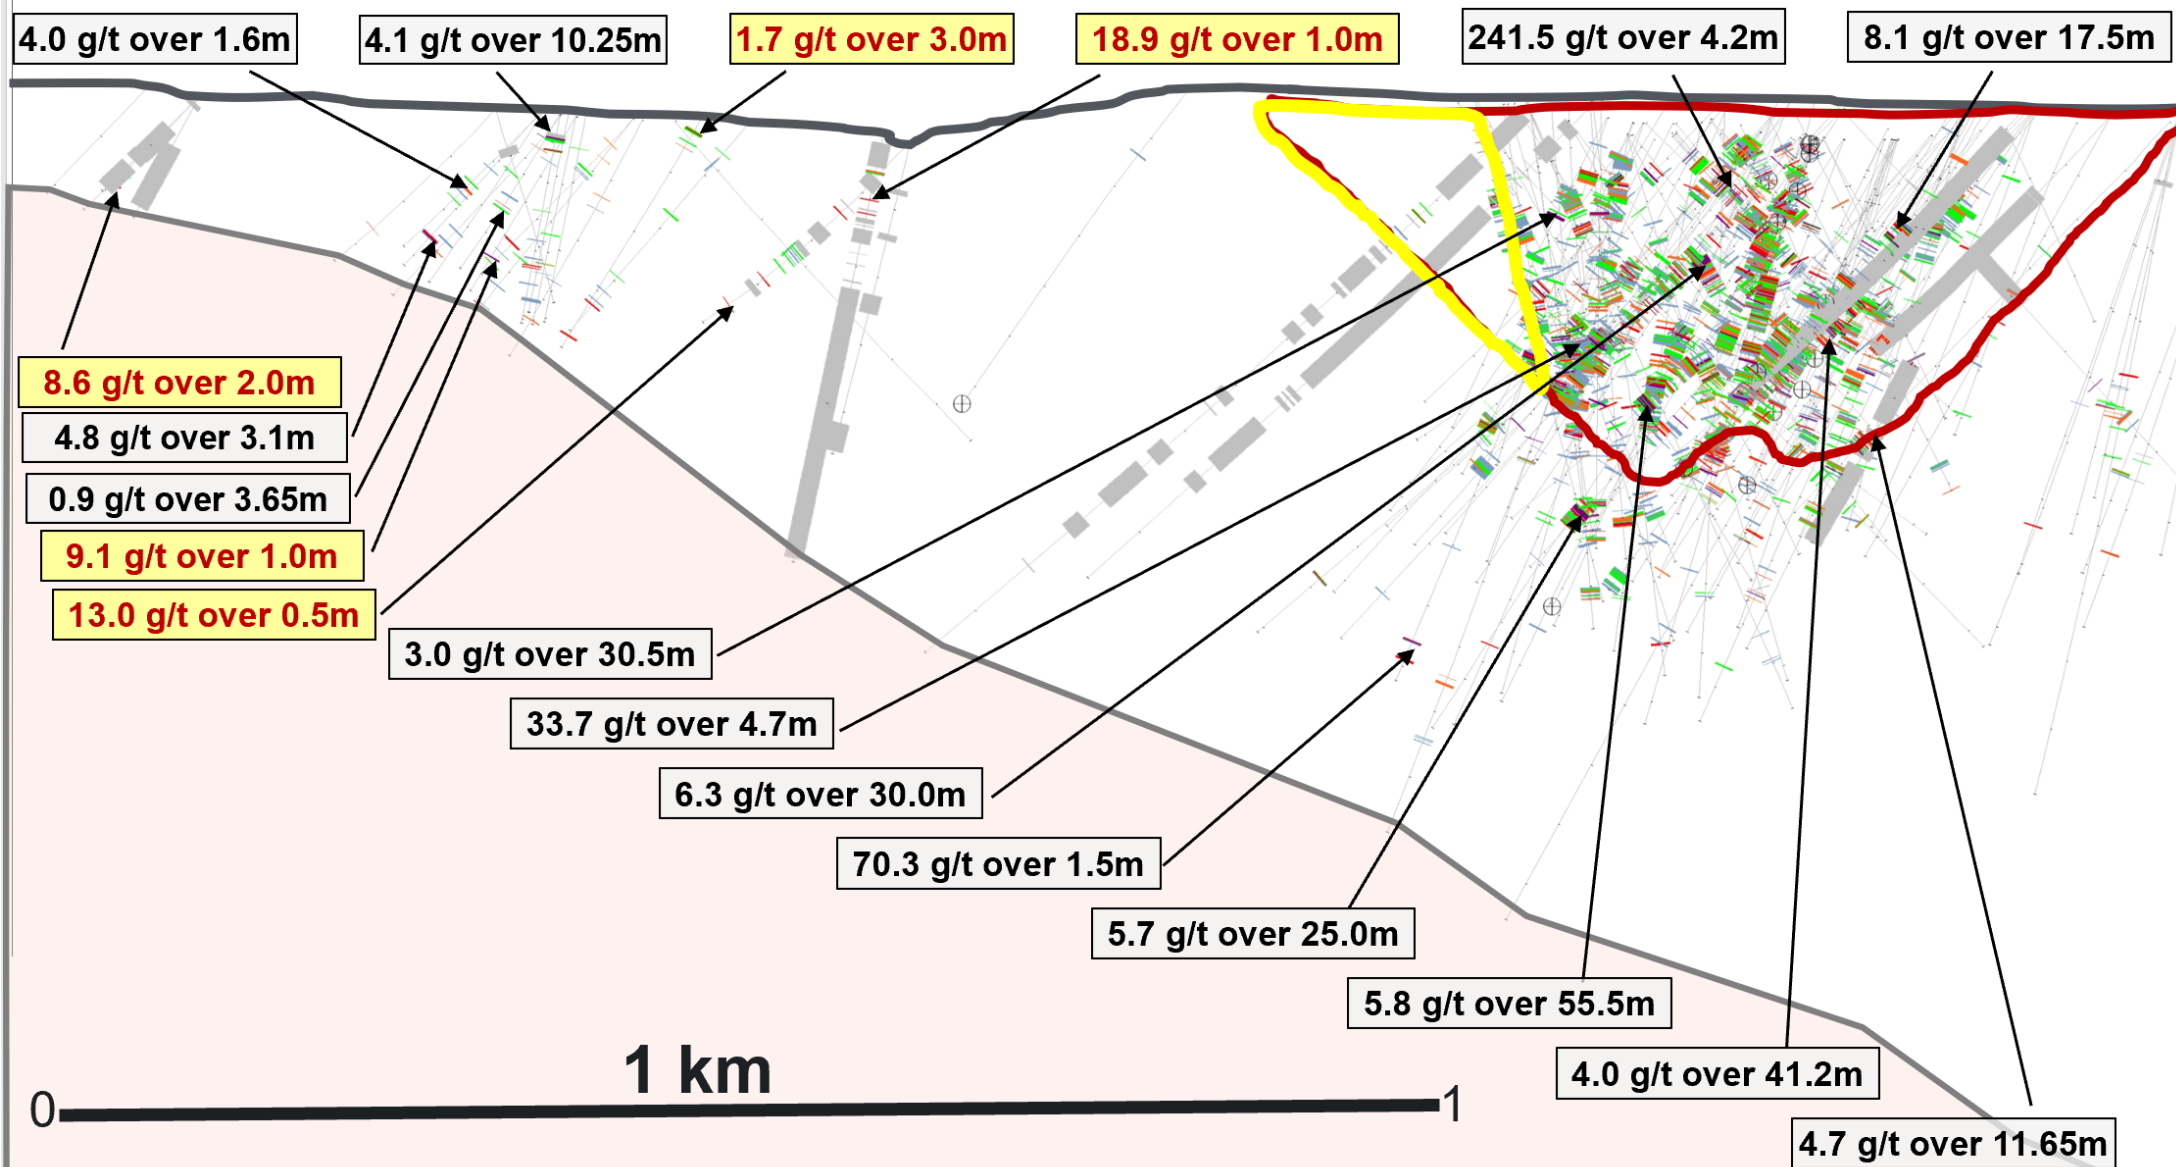 4.0 g/t over 1.6m
4.1 g/t over 10.25m
1.7 g/t over 3.0m
18.9 g/t over 1.0m
241.5 g/t over 4.2m
8.1 g/t over 17.5m
8.6 g/t over 2.0m
4.8 g/t over 3.1m
0.9 g/t over 3.65m
9.1 g/t over 1.0m
13.0 g/t over 0.5m
3.0 g/t over 30.5m
33.7 g/t over 4.7m
6.3 g/t over 30.0m
70.3 g/t over 1.5m
5.7 g/t over 25.0m
5.8 g/t over 55.5m
4.0 g/t over 41.2m
4.7 g/t over 11.65m
1 km
0 1